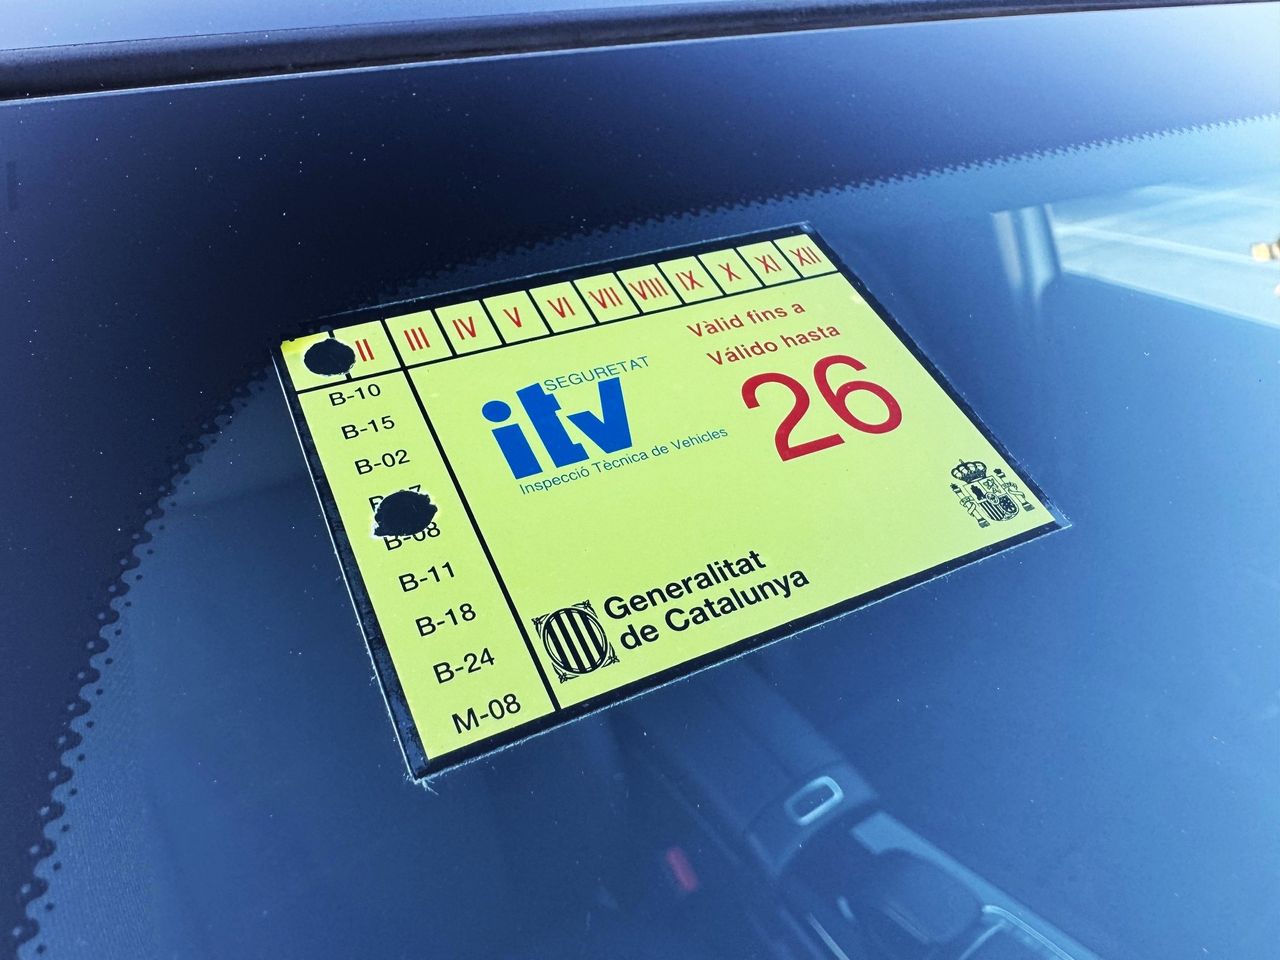 II III IV V VI VII VIII IX X XI XII
B-10
B-15
B-02
B-08
B-11
B-18
B-24
M-08
SEGURETAT
itv
Inspecció Tècnica de Vehicles
Vàlid fins a
Válido hasta
26
Generalitat
de Catalunya